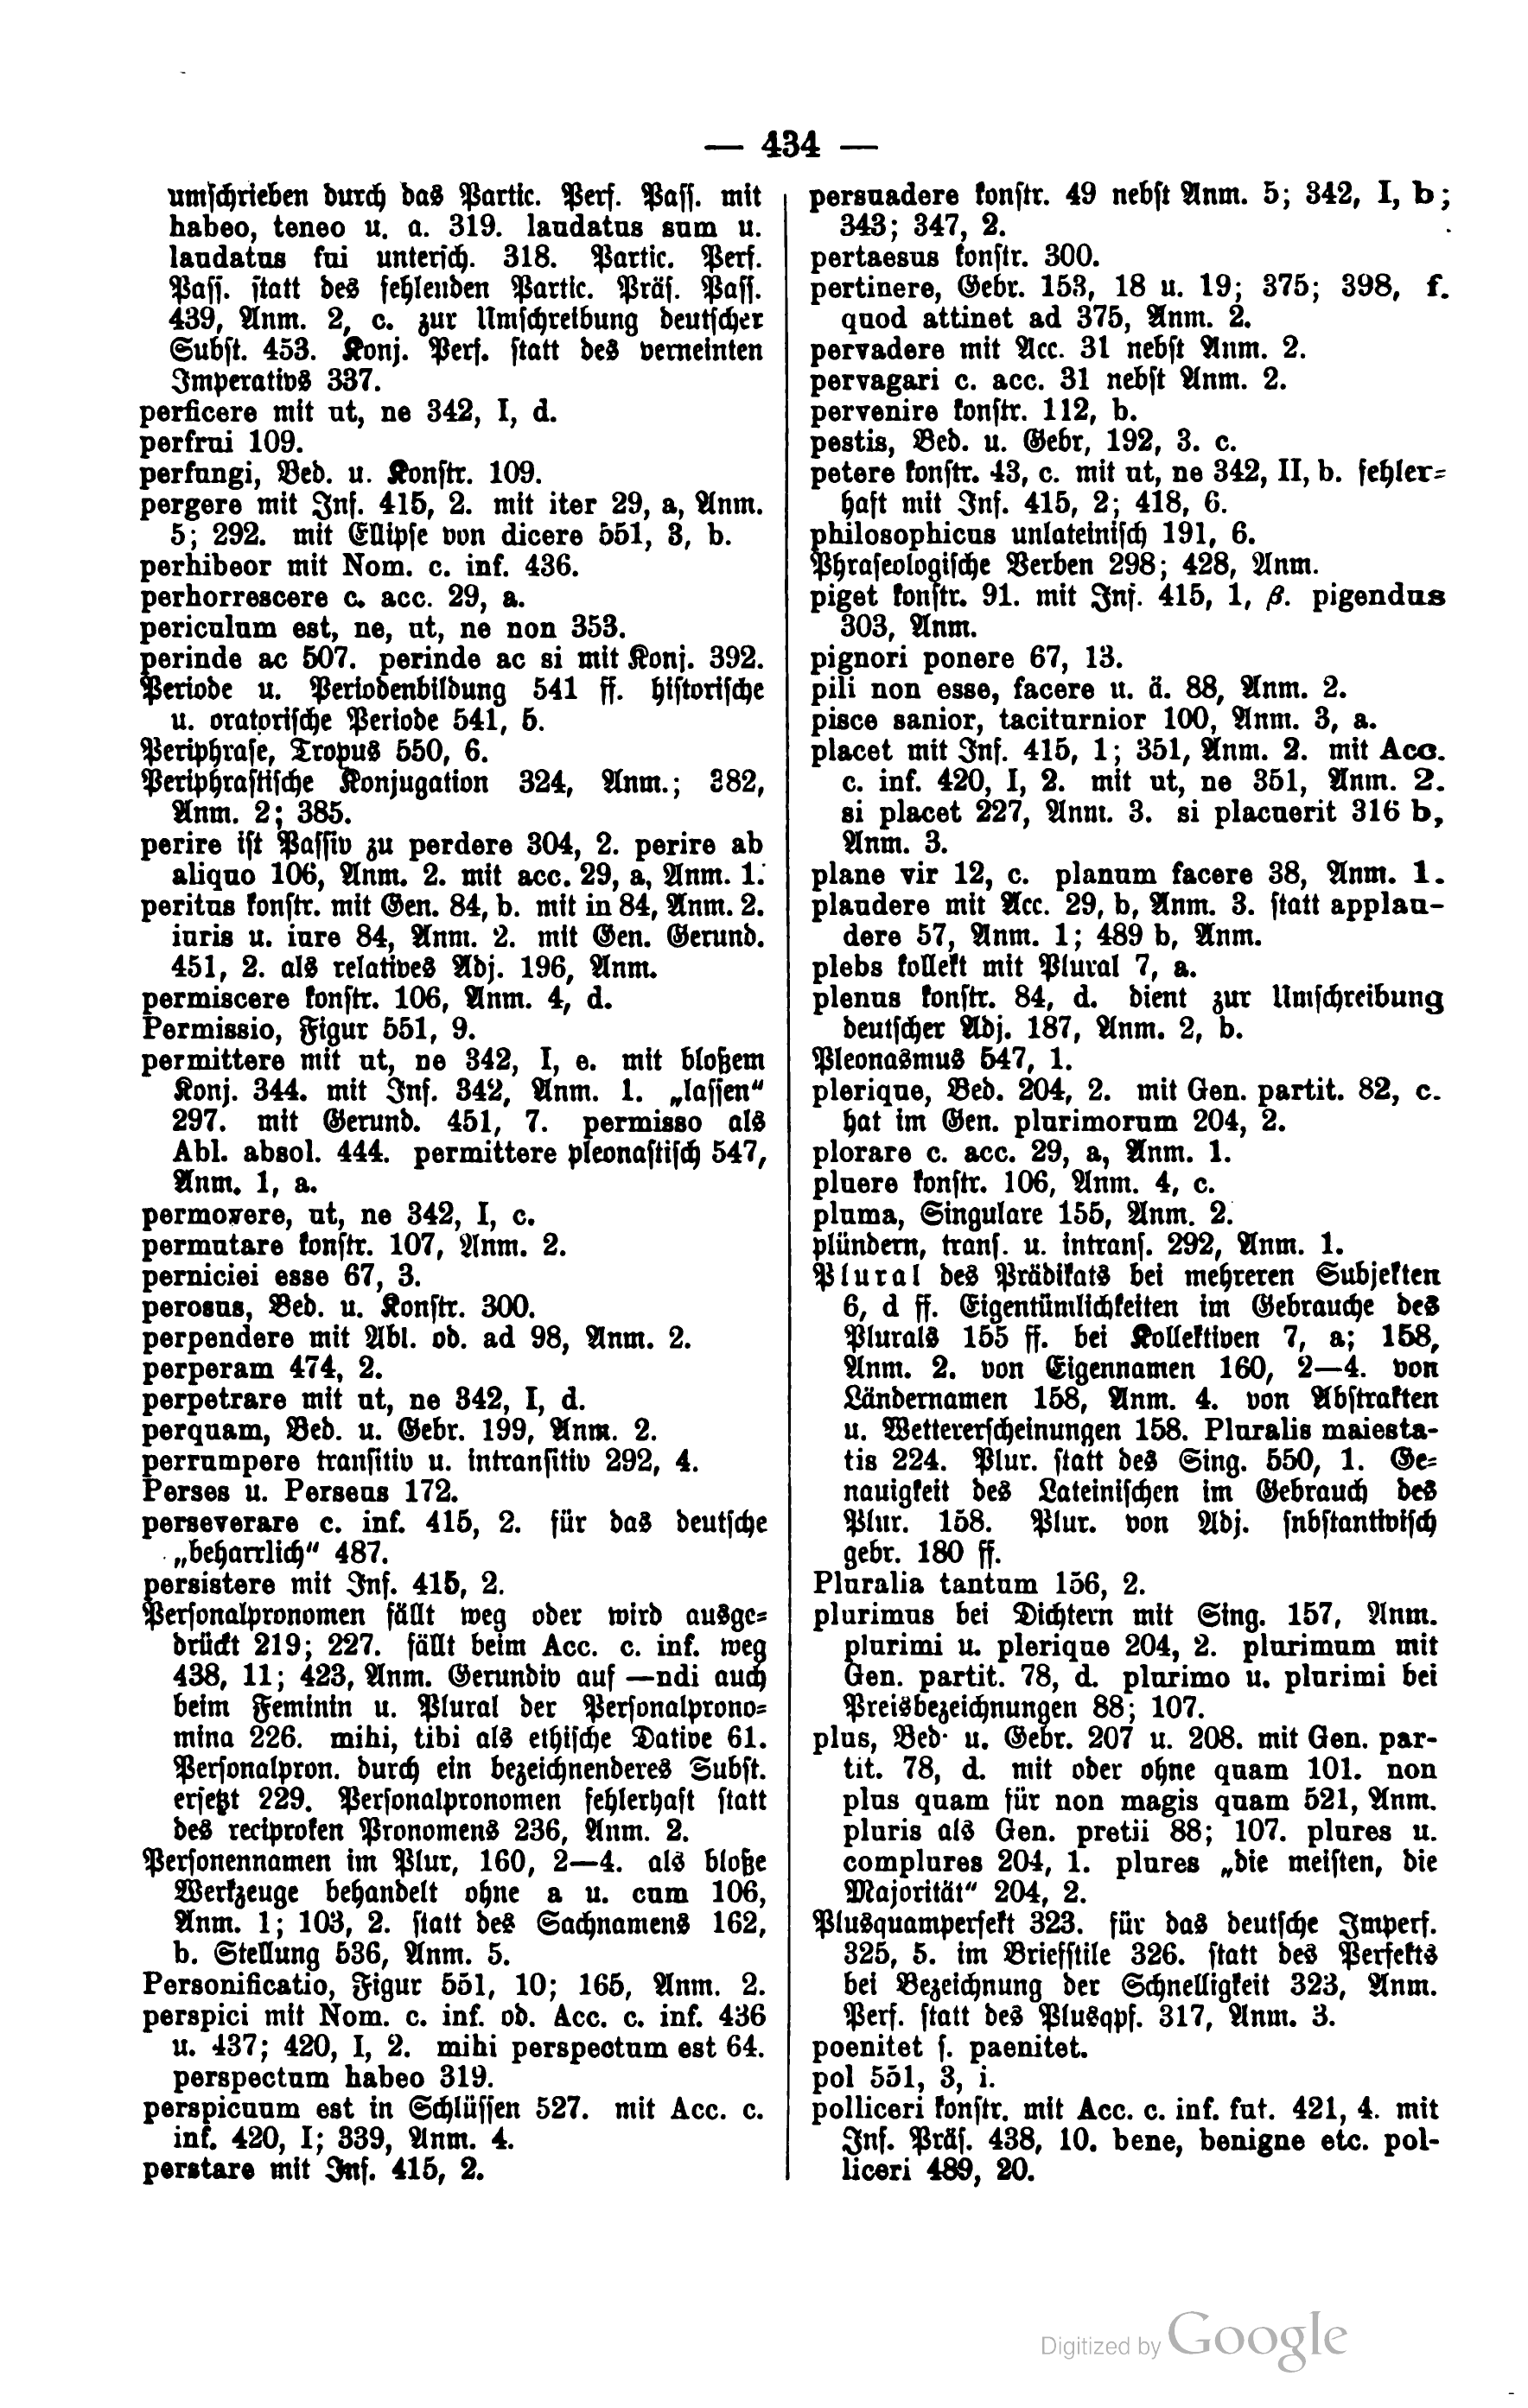 — 434 —
umschrieben durch das Partic. Perf. Pass. mit
habeo, teneo u. a. 319. laudatus sum u.
laudatus fui untersch. 318. Partic. Perf.
Pass. statt des fehlenden Partic. Präs. Pass.
439, Anm. 2, c. zur Umschreibung deutscher
Subst. 453. Konj. Perf. statt des verneinten
Imperativs 337.
perficere mit ut, ne 342, I, d.
perfrui 109.
perfungi, Bed. u. Konstr. 109.
pergere mit Inf. 415, 2. mit iter 29, a, Anm.
5; 292. mit Ellipse von dicere 551, 3, b.
perhibeor mit Nom. c. inf. 436.
perhorrescere c. acc. 29, a.
periculum est, ne, ut, ne non 353.
perinde ac 507. perinde ac si mit Konj. 392.
Periode u. Periodenbildung 541 ff. historische
u. oratorische Periode 541, 5.
Periphrase, Tropus 550, 6.
Periphrastische Konjugation 324, Anm.; 382,
Anm. 2; 385.
perire ist Passiv zu perdere 304, 2. perire ab
aliquo 106, Anm. 2. mit acc. 29, a, Anm. 1.
peritus konstr. mit Gen. 84, b. mit in 84, Anm. 2.
iuris u. iure 84, Anm. 2. mit Gen. Gerund.
451, 2. als relatives Adj. 196, Anm.
permiscere konstr. 106, Anm. 4, d.
Permissio, Figur 551, 9.
permittere mit ut, ne 342, I, e. mit bloßem
Konj. 344. mit Inf. 342, Anm. 1. „lassen“
297. mit Gerund. 451, 7. permisso als
Abl. absol. 444. permittere pleonastisch 547,
Anm. 1, a.
permovere, ut, ne 342, I, c.
permutare konstr. 107, Anm. 2.
perniciei esse 67, 3.
perosus, Bed. u. Konstr. 300.
perpendere mit Abl. ob. ad 98, Anm. 2.
perperam 474, 2.
perpetrare mit ut, ne 342, I, d.
perquam, Bed. u. Gebr. 199, Anm. 2.
perrumpere transitiv u. intransitiv 292, 4.
Perses u. Perseus 172.
perseverare c. inf. 415, 2. für das deutsche
„beharrlich“ 487.
persistere mit Inf. 415, 2.
Personalpronomen fällt weg oder wird ausge=
drückt 219; 227. fällt beim Acc. c. inf. weg
438, 11; 423, Anm. Gerundiv auf —ndi auch
beim Feminin u. Plural der Personalprono=
mina 226. mihi, tibi als ethische Dative 61.
Personalpron. durch ein bezeichnenderes Subst.
ersetzt 229. Personalpronomen fehlerhaft statt
des reciproken Pronomens 236, Anm. 2.
Personennamen im Plur, 160, 2—4. als bloße
Werkzeuge behandelt ohne a u. cum 106,
Anm. 1; 103, 2. statt des Sachnamens 162,
b. Stellung 536, Anm. 5.
Personificatio, Figur 551, 10; 165, Anm. 2.
perspici mit Nom. c. inf. od. Acc. c. inf. 436
u. 437; 420, I, 2. mihi perspectum est 64.
perspectum habeo 319.
perspicuum est in Schlüssen 527. mit Acc. c.
inf. 420, I; 339, Anm. 4.
perstare mit Inf. 415, 2.
persuadere konstr. 49 nebst Anm. 5; 342, I, b;
343; 347, 2.
pertaesus konstr. 300.
pertinere, Gebr. 153, 18 u. 19; 375; 398, f.
quod attinet ad 375, Anm. 2.
pervadere mit Acc. 31 nebst Anm. 2.
pervagari c. acc. 31 nebst Anm. 2.
pervenire konstr. 112, b.
pestis, Bed. u. Gebr, 192, 3. c.
petere konstr. 43, c. mit ut, ne 342, II, b. fehler=
haft mit Inf. 415, 2; 418, 6.
philosophicus unlateinisch 191, 6.
Phraseologische Verben 298; 428, Anm.
piget konstr. 91. mit Inf. 415, 1, β. pigendus
303, Anm.
pignori ponere 67, 13.
pili non esse, facere u. ä. 88, Anm. 2.
pisce sanior, taciturnior 100, Anm. 3, a.
placet mit Inf. 415, 1; 351, Anm. 2. mit Acc.
c. inf. 420, I, 2. mit ut, ne 351, Anm. 2.
si placet 227, Anm. 3. si placuerit 316 b,
Anm. 3.
plane vir 12, c. planum facere 38, Anm. 1.
plaudere mit Acc. 29, b, Anm. 3. statt applau-
dere 57, Anm. 1; 489 b, Anm.
plebs kollekt mit Plural 7, a.
plenus konstr. 84, d. dient zur Umschreibung
deutscher Adj. 187, Anm. 2, b.
Pleonasmus 547, 1.
plerique, Bed. 204, 2. mit Gen. partit. 82, c.
hat im Gen. plurimorum 204, 2.
plorare c. acc. 29, a, Anm. 1.
pluere konstr. 106, Anm. 4, c.
pluma, Singulare 155, Anm. 2.
plündern, trans. u. intrans. 292, Anm. 1.
Plural des Prädikats bei mehreren Subjekten
6, d ff. Eigentümlichkeiten im Gebrauche des
Plurals 155 ff. bei Kollektiven 7, a; 158,
Anm. 2. von Eigennamen 160, 2—4. von
Ländernamen 158, Anm. 4. von Abstrakten
u. Wettererscheinungen 158. Pluralis maiesta-
tis 224. Plur. statt des Sing. 550, 1. Ge=
nauigkeit des Lateinischen im Gebrauch des
Plur. 158. Plur. von Adj. snbstantivisch
gebr. 180 ff.
Pluralia tantum 156, 2.
plurimus bei Dichtern mit Sing. 157, Anm.
plurimi u. plerique 204, 2. plurimum mit
Gen. partit. 78, d. plurimo u. plurimi bei
Preisbezeichnungen 88; 107.
plus, Bed. u. Gebr. 207 u. 208. mit Gen. par-
tit. 78, d. mit oder ohne quam 101. non
plus quam für non magis quam 521, Anm.
pluris als Gen. pretii 88; 107. plures u.
complures 204, 1. plures „die meisten, die
Majorität“ 204, 2.
Plusquamperfekt 323. für das deutsche Imperf.
325, 5. im Briefstile 326. statt des Perfekts
bei Bezeichnung der Schnelligkeit 323, Anm.
Perf. statt des Plusqpf. 317, Anm. 3.
poenitet s. paenitet.
pol 551, 3, i.
polliceri konstr. mit Acc. c. inf. fut. 421, 4. mit
Inf. Präs. 438, 10. bene, benigne etc. pol-
liceri 489, 20.
Digitized by Google